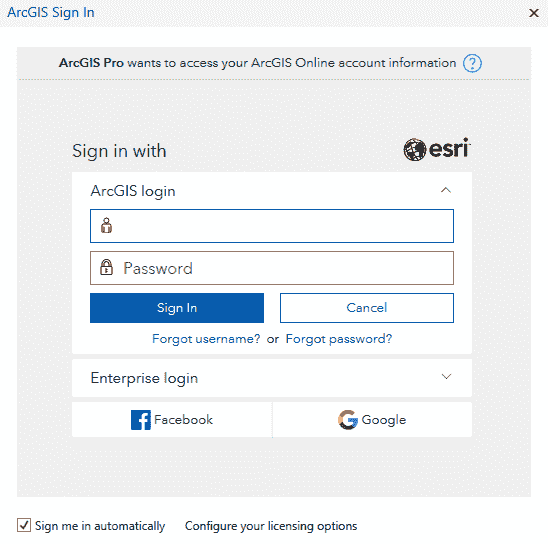 ArcGIS Sign In
ArcGIS Pro wants to access your ArcGIS Online account information ?
Sign in with esri
ArcGIS login
Password
Sign In Cancel
Forgot username? or Forgot password?
Enterprise login
Facebook Google
Sign me in automatically Configure your licensing options